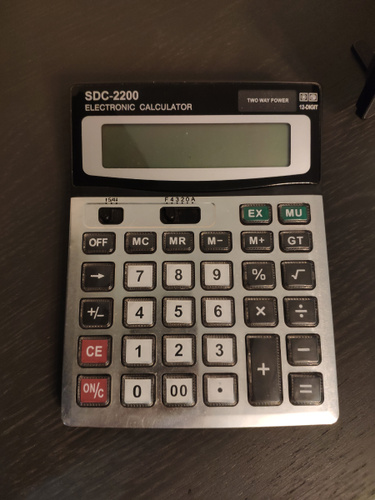 SDC-2200
ELECTRONIC CALCULATOR
TWO WAY POWER
12-DIGIT
F4320A
EX MU
OFF MC MR M− M+ GT
→ 7 8 9 % √
+/− 4 5 6 × ÷
CE 1 2 3 + −
ON/C 0 00 • =